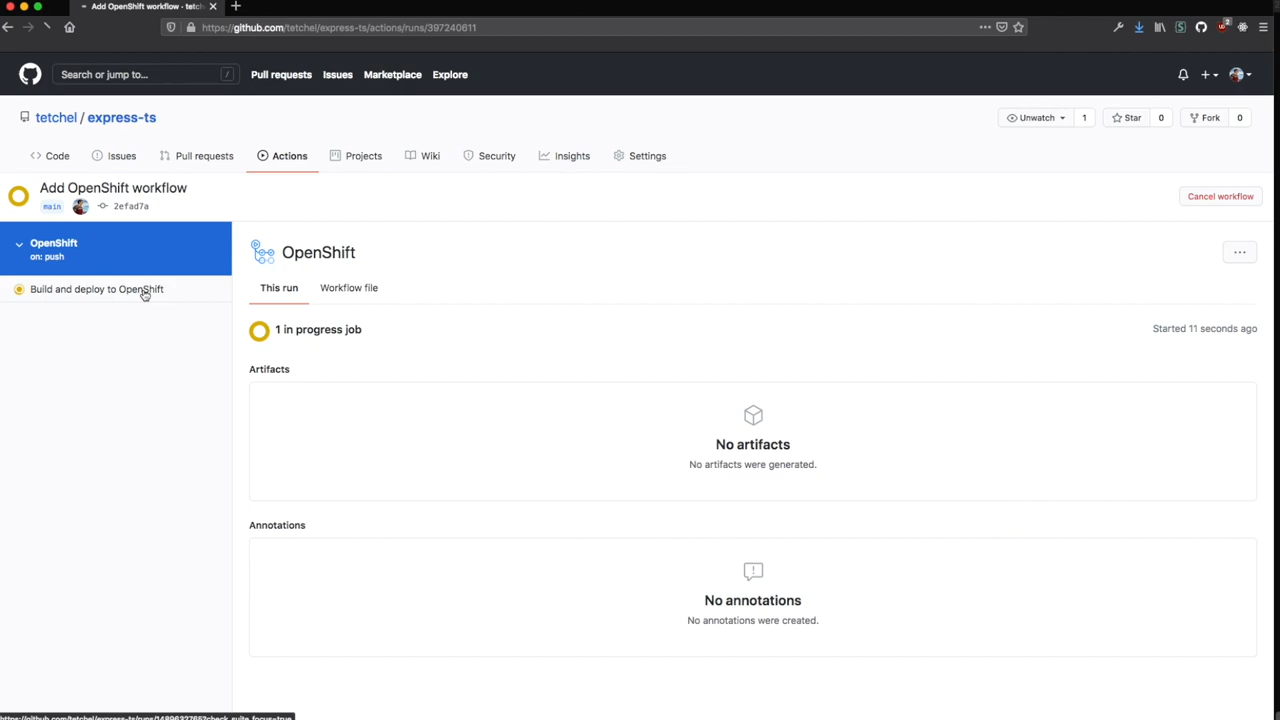 Add OpenShift workflow · tetch
https://github.com/tetchel/express-ts/actions/runs/397240611
2
Search or jump to... /
Pull requests Issues Marketplace Explore
tetchel / express-ts
Unwatch 1 Star 0 Fork 0
Code Issues Pull requests Actions Projects Wiki Security Insights Settings
Add OpenShift workflow
main 2efad7a
Cancel workflow
OpenShift
on: push
Build and deploy to OpenShift
OpenShift
This run Workflow file
1 in progress job
Started 11 seconds ago
Artifacts
No artifacts
No artifacts were generated.
Annotations
No annotations
No annotations were created.